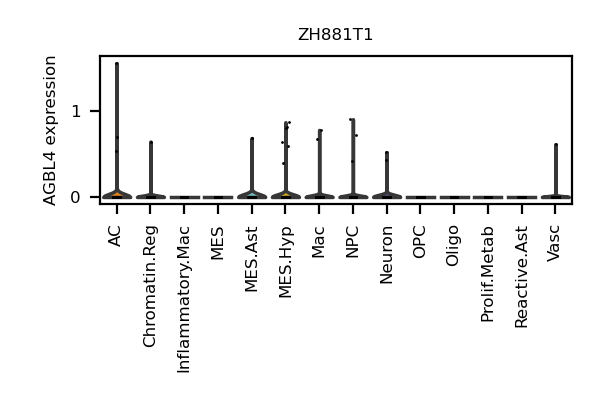 ZH881T1
AGBL4 expression
1
0
AC
Chromatin.Reg
Inflammatory.Mac
MES
MES.Ast
MES.Hyp
Mac
NPC
Neuron
OPC
Oligo
Prolif.Metab
Reactive.Ast
Vasc